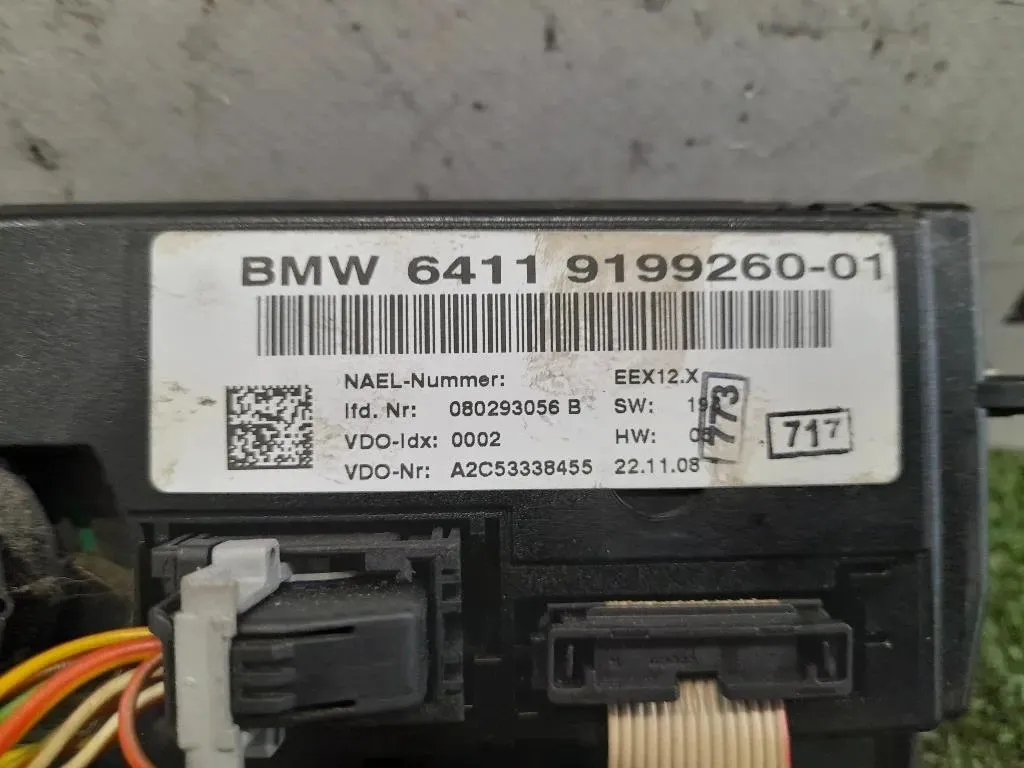 BMW 6411 9199260-01
NAEL-Nummer: EEX12.X
lfd. Nr: 080293056 B SW:
VDO-Idx: 0002 HW:
VDO-Nr: A2C53338455 22.11.08
773
717